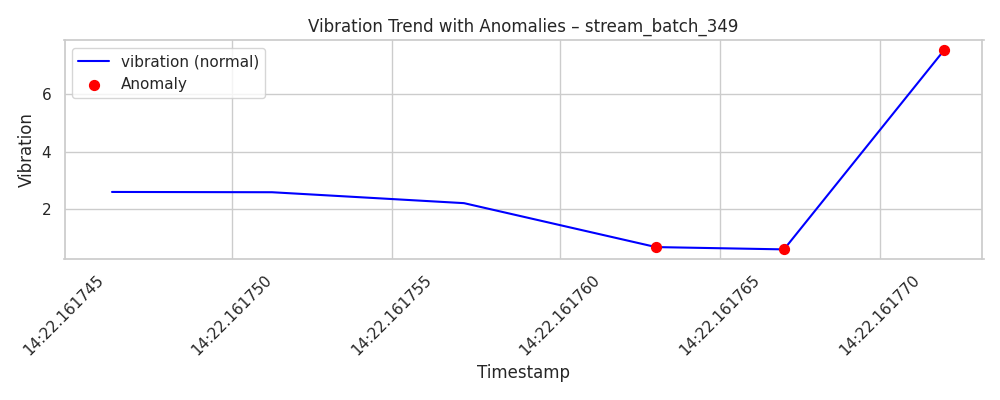 Vibration Trend with Anomalies – stream_batch_349
vibration (normal)
Anomaly
Vibration
6
4
2
14:22.161745
14:22.161750
14:22.161755
14:22.161760
14:22.161765
14:22.161770
Timestamp